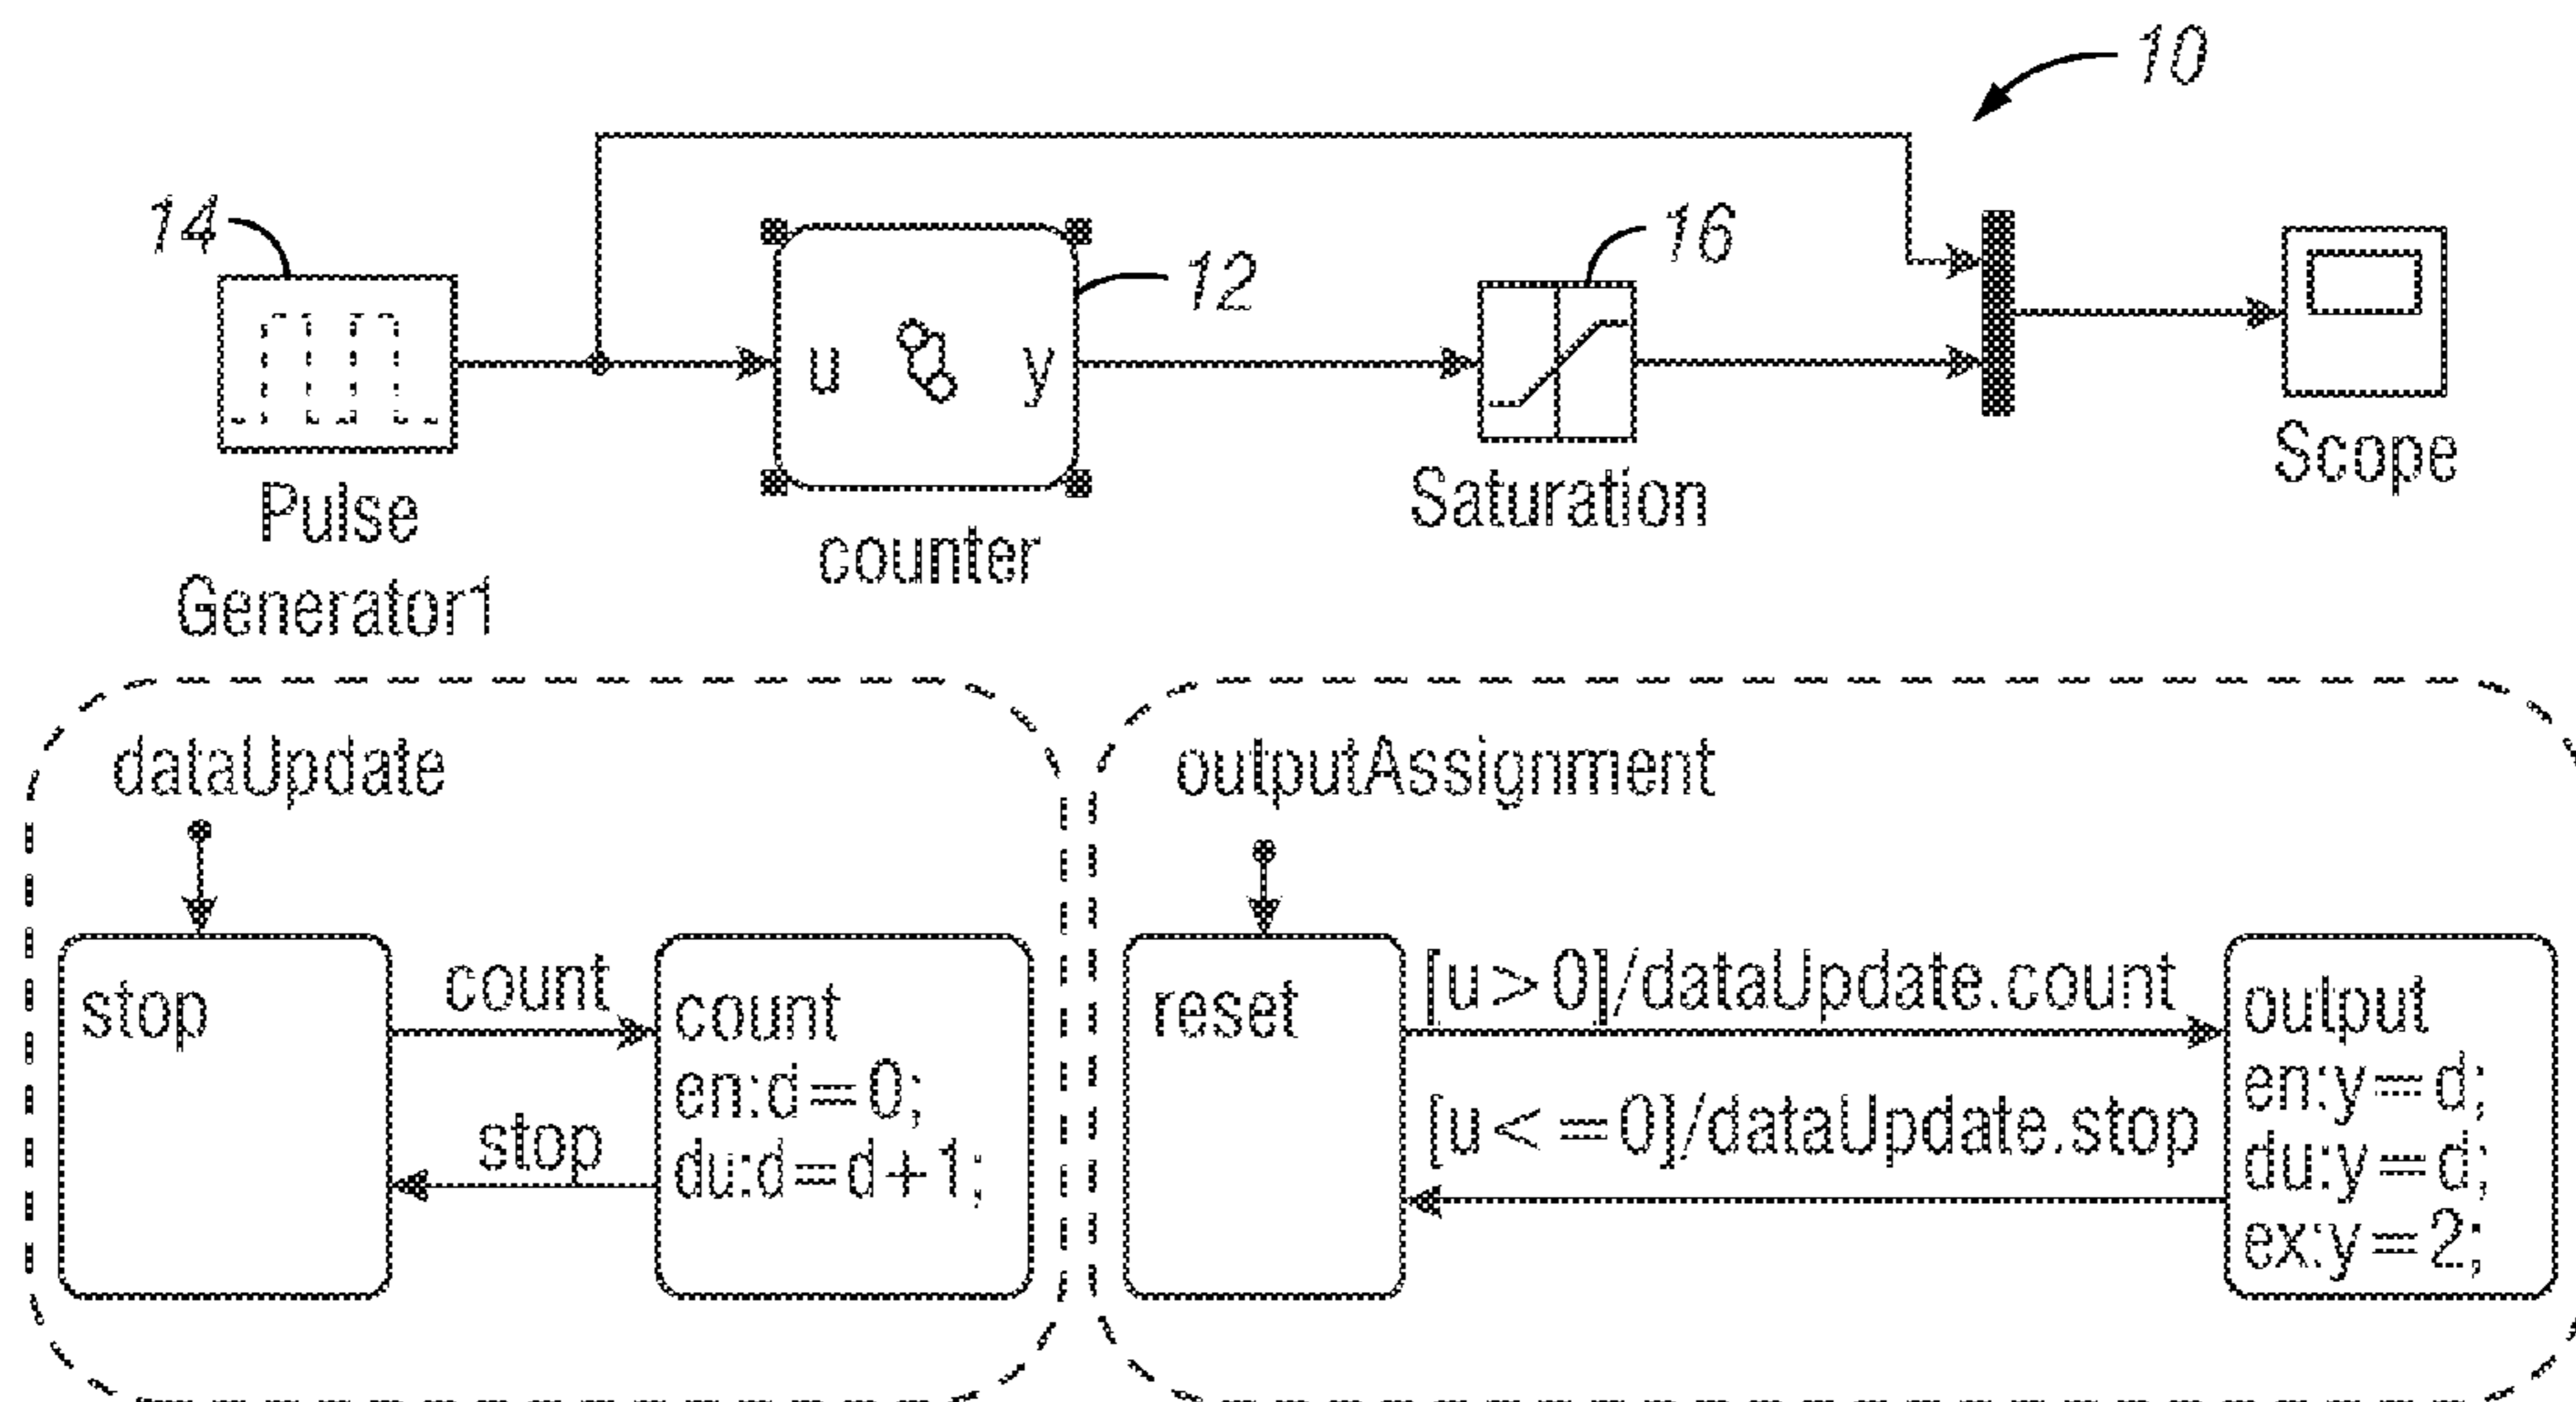 10
14
12
16
u
y
Pulse
Generator1
counter
Saturation
Scope
dataUpdate
stop
count
stop
count
en:d=0;
du:d=d+1;
outputAssignment
reset
[u>0]/dataUpdate.count
[u<=0]/dataUpdate.stop
output
en:y=d;
du:y=d;
ex:y=2;